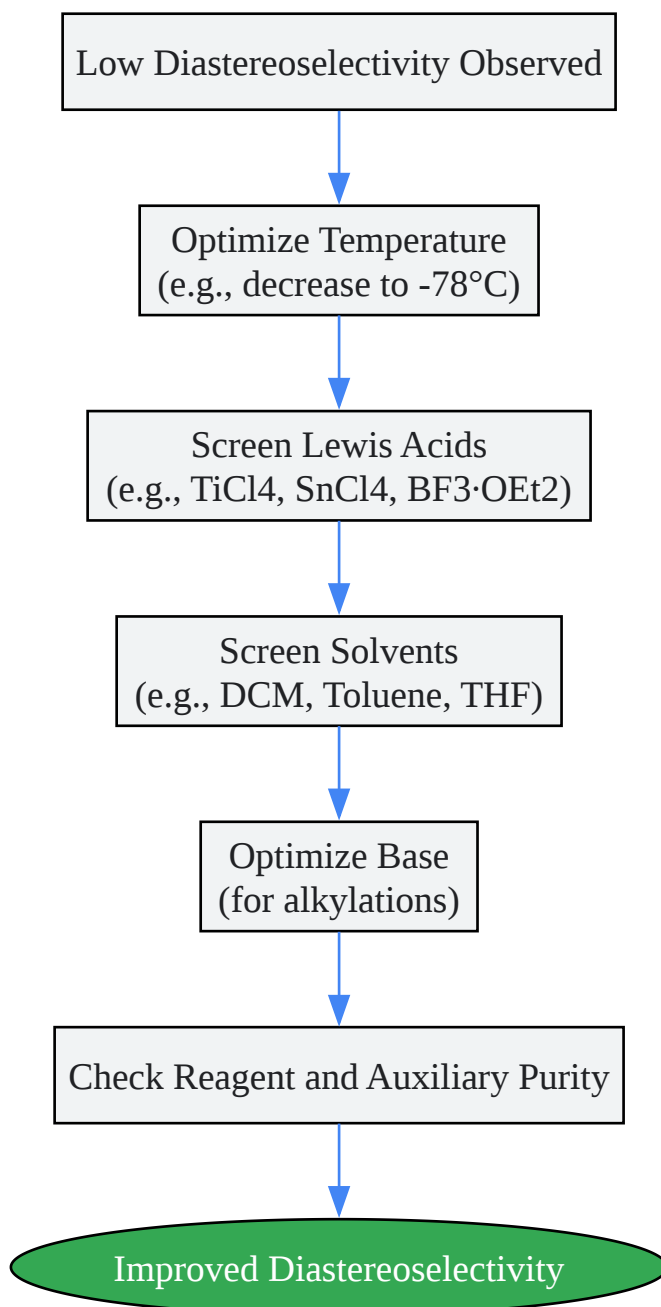 Low Diastereoselectivity Observed
Optimize Temperature
(e.g., decrease to -78°C)
Screen Lewis Acids
(e.g., TiCl4, SnCl4, BF3·OEt2)
Screen Solvents
(e.g., DCM, Toluene, THF)
Optimize Base
(for alkylations)
Check Reagent and Auxiliary Purity
Improved Diastereoselectivity